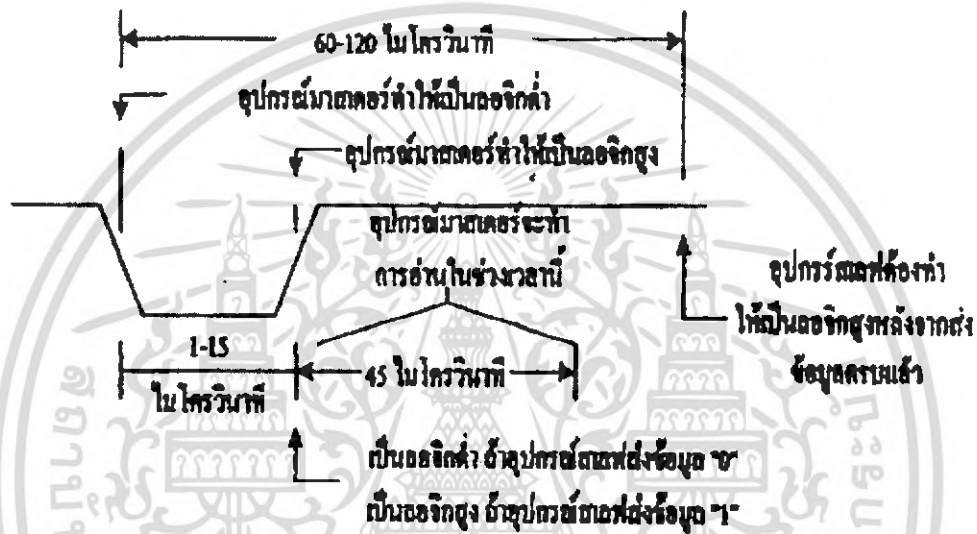 60-120 ไมโครวินาที
อุปกรณ์มาสเตอร์ทำให้เป็นลอจิกต่ำ
อุปกรณ์มาสเตอร์ทำให้เป็นลอจิกสูง
อุปกรณ์มาสเตอร์จะทำ
การอ่านในช่วงเวลานี้
อุปกรร์สเลฟต้องทำ
ให้เป็นลอจิกสูงหลังจากส่ง
ข้อมูลครบแล้ว
1-15
ไมโครวินาที
45 ไมโครวินาที
เป็นลอจิกต่ำ ถ้าอุปกรณ์สเลฟส่งข้อมูล "0"
เป็นลอจิกสูง ถ้าอุปกรณ์สเลฟส่งข้อมูล "1"